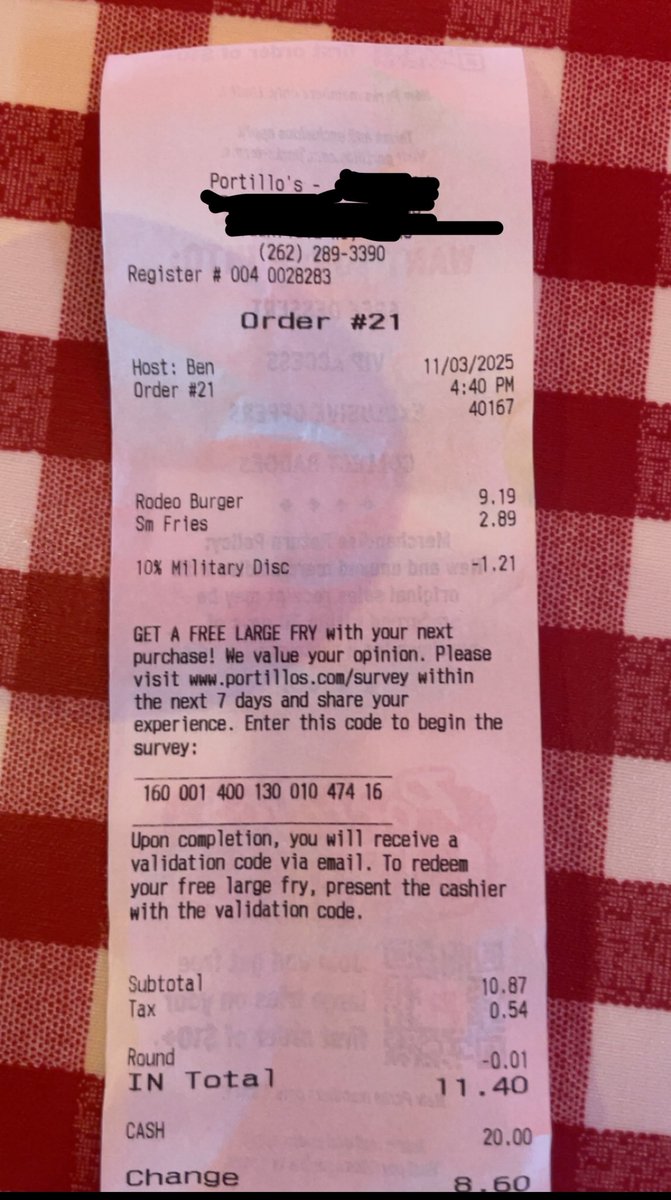 Portillo's -
(262) 289-3390
Register # 004 0028283
Order #21
Host: Ben 11/03/2025
Order #21 4:40 PM
40167
Rodeo Burger 9.19
Sm Fries 2.89
10% Military Disc -1.21
GET A FREE LARGE FRY with your next
purchase! We value your opinion. Please
visit www.portillos.com/survey within
the next 7 days and share your
experience. Enter this code to begin the
survey:
160 001 400 130 010 474 16
Upon completion, you will receive a
validation code via email. To redeem
your free large fry, present the cashier
with the validation code.
Subtotal 10.87
Tax 0.54
Round -0.01
IN Total 11.40
CASH 20.00
Change 8.60